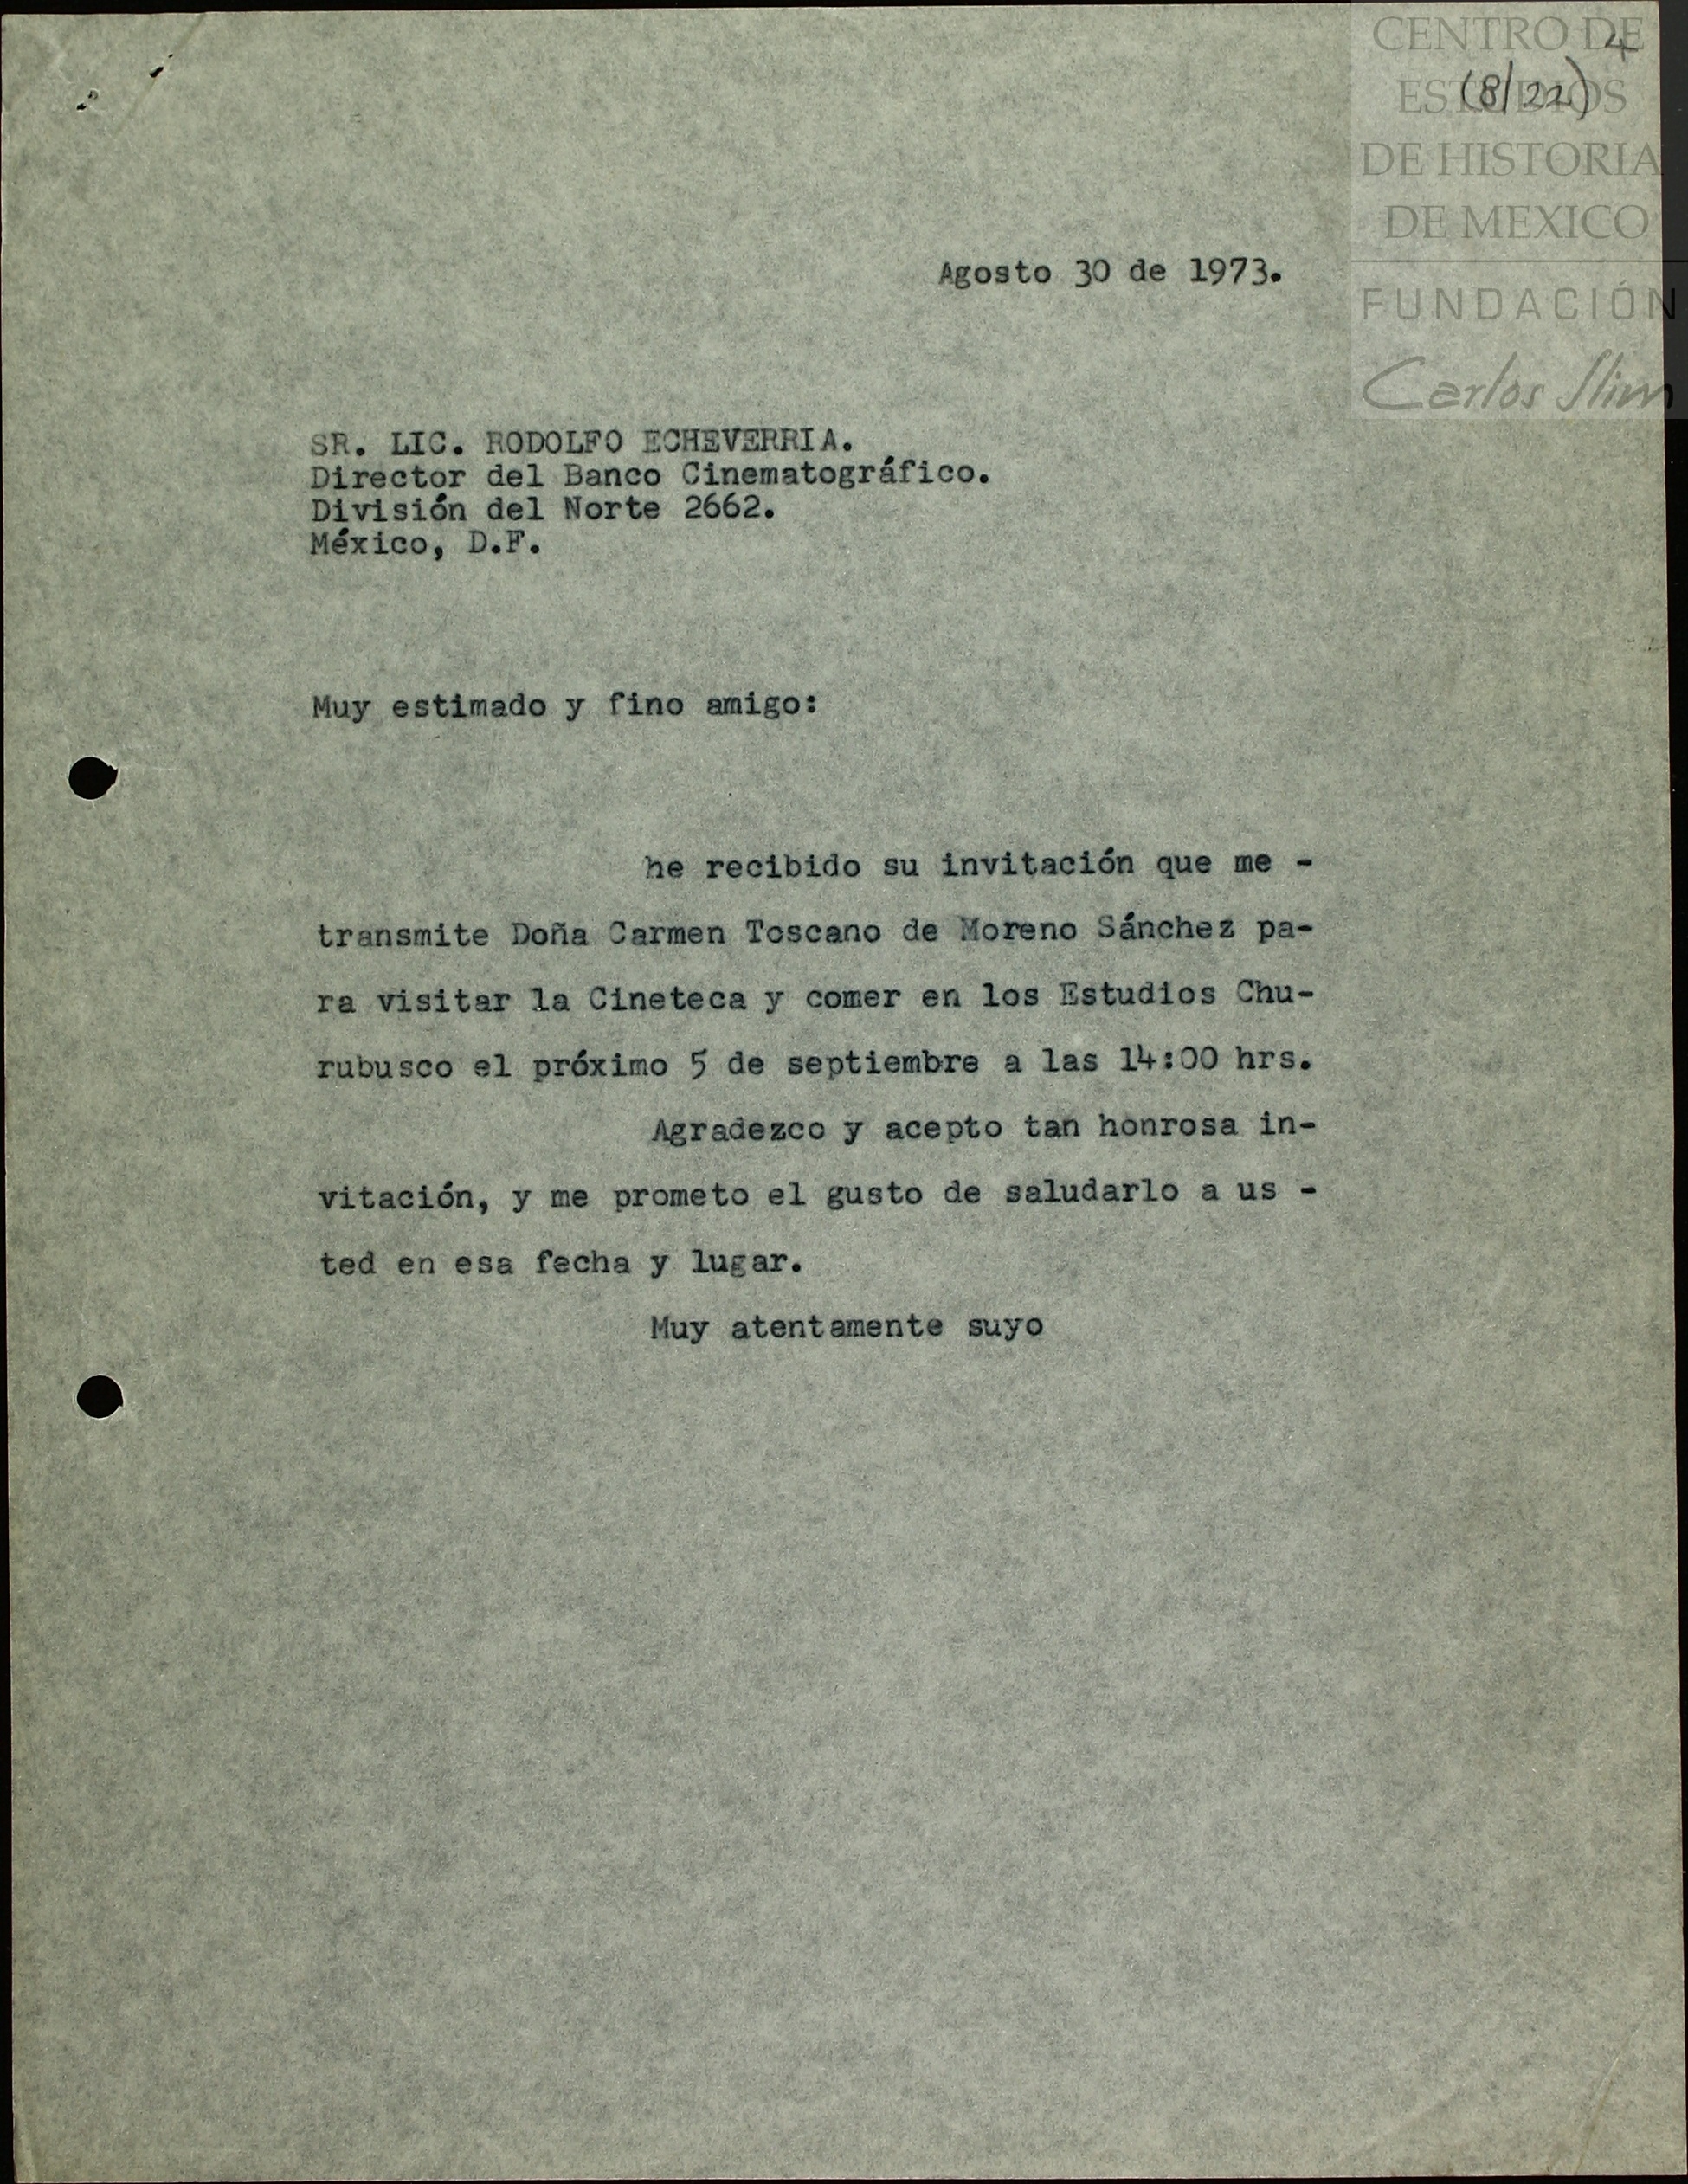 CENTRO DE
ESTUDIOS
DE HISTORIA
DE MEXICO
FUNDACIÓN
Carlos Slim
4
(8/22)
Agosto 30 de 1973.
SR. LIC. RODOLFO ECHEVERRIA.
Director del Banco Cinematográfico.
División del Norte 2662.
México, D.F.
Muy estimado y fino amigo:
he recibido su invitación que me -
transmite Doña Carmen Toscano de Moreno Sánchez pa-
ra visitar la Cineteca y comer en los Estudios Chu-
rubusco el próximo 5 de septiembre a las 14:00 hrs.
Agradezco y acepto tan honrosa in-
vitación, y me prometo el gusto de saludarlo a us -
ted en esa fecha y lugar.
Muy atentamente suyo